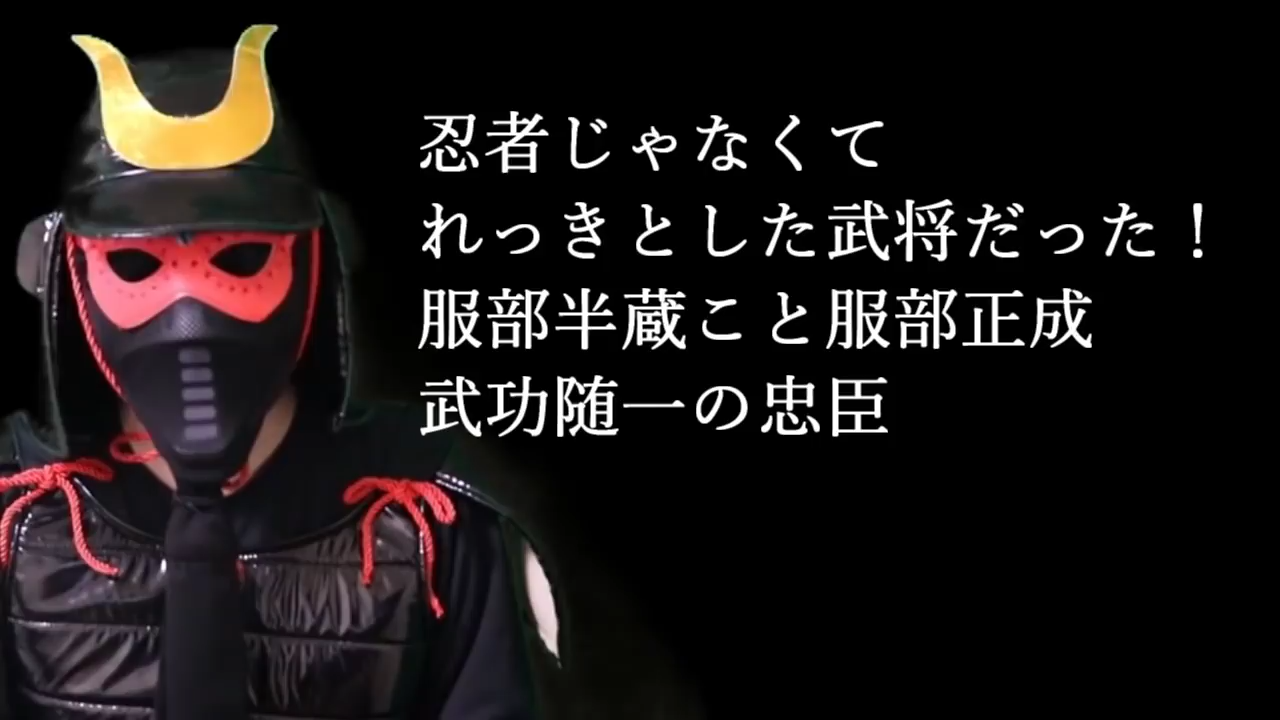 忍者じゃなくて
れっきとした武将だった！
服部半蔵こと服部正成
武功随一の忠臣